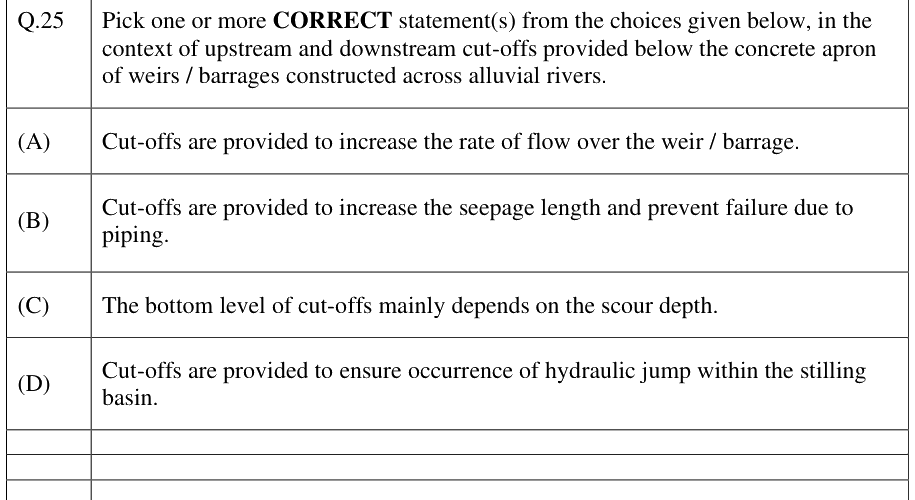 Q.25 Pick one or more CORRECT statement(s) from the choices given below, in the
context of upstream and downstream cut-offs provided below the concrete apron
of weirs / barrages constructed across alluvial rivers.
(A) Cut-offs are provided to increase the rate of flow over the weir / barrage.
(B) Cut-offs are provided to increase the seepage length and prevent failure due to
piping.
(C) The bottom level of cut-offs mainly depends on the scour depth.
(D) Cut-offs are provided to ensure occurrence of hydraulic jump within the stilling
basin.